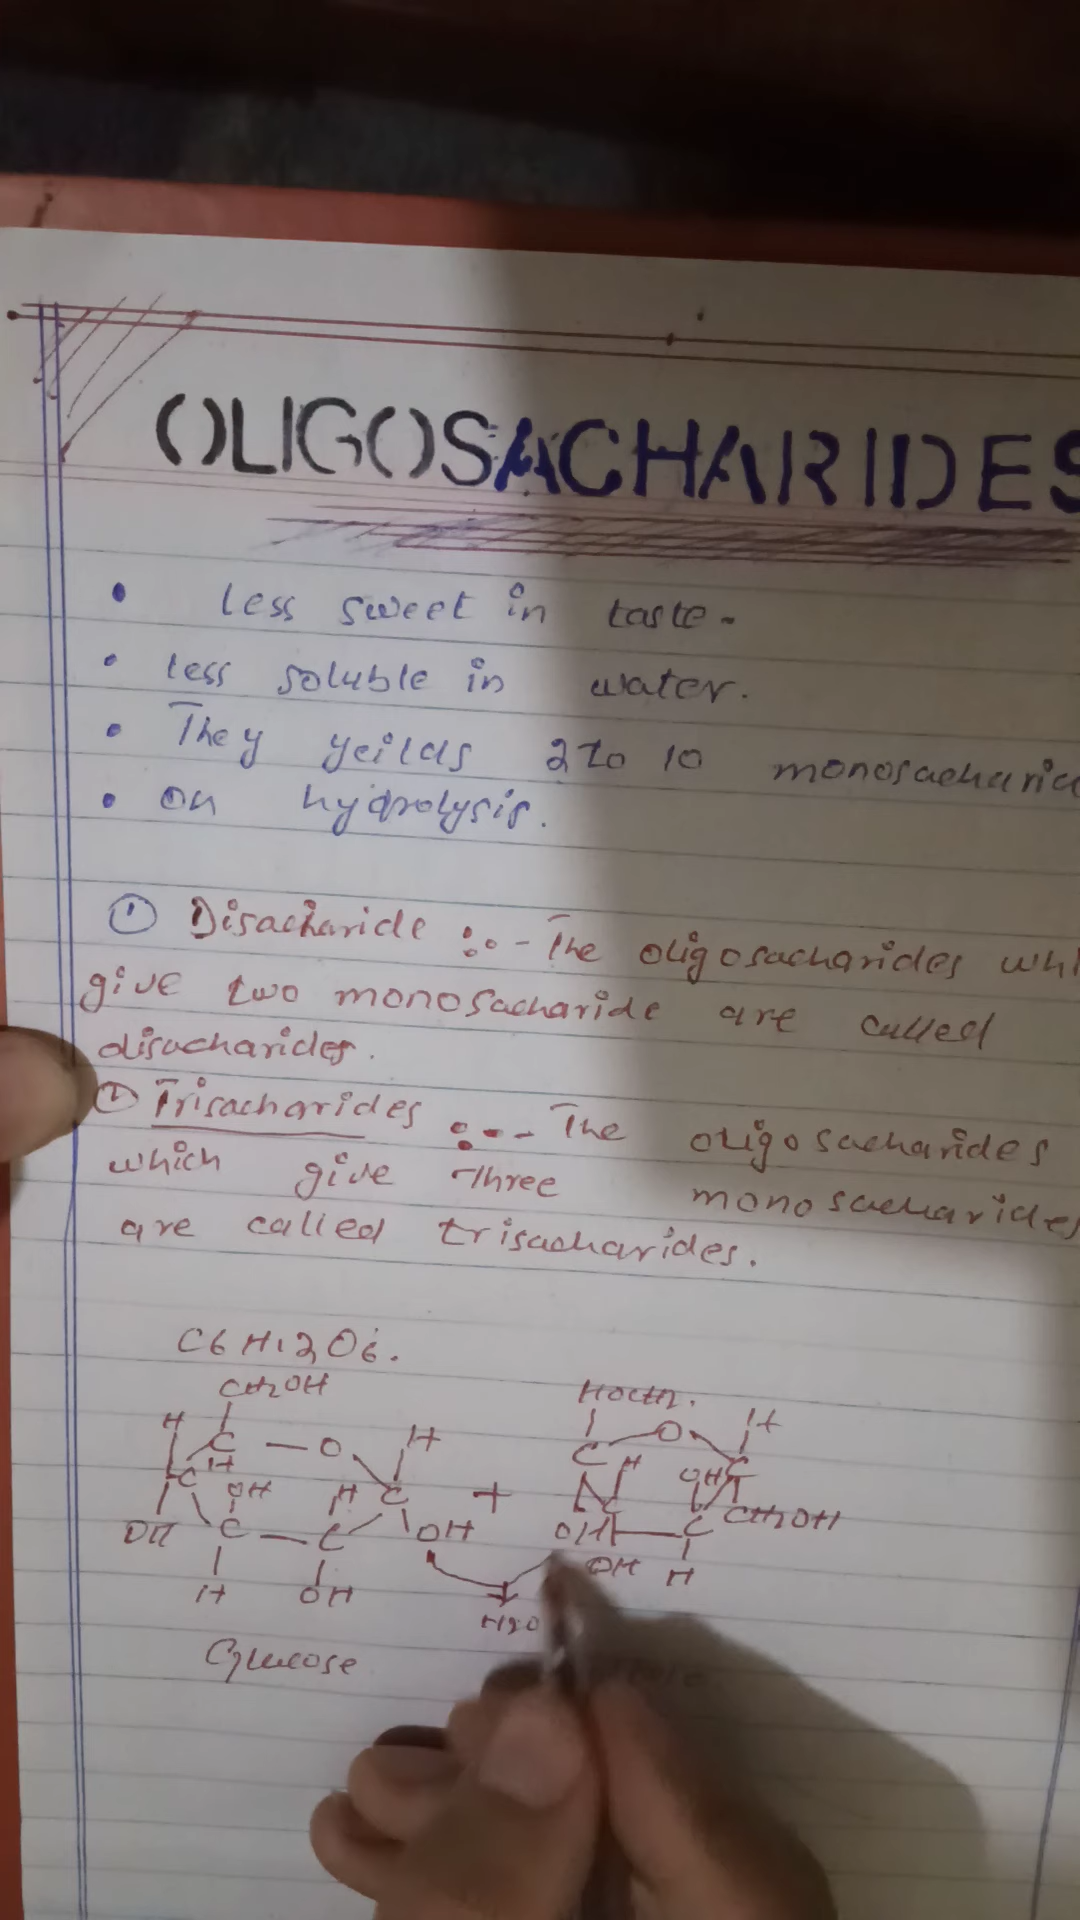 OLIGOSACHARIDES
• Less sweet in taste.
• less soluble in water.
• They yeilds 2 to 10 monosacharid
• on hydrolysis.
① Disacharide :- The oligosacharides whi
give two monosacharide are called
disacharides.
② Trisacharides :- The oligosacharides
which give Three monosacharides
are called trisacharides.
C6H12O6.
CH2OH HOCH2.
H C O H C O H
C H OH H C + H OH C
OH C C OH OH C C CH2OH
H OH OH H
H2O
Glucose